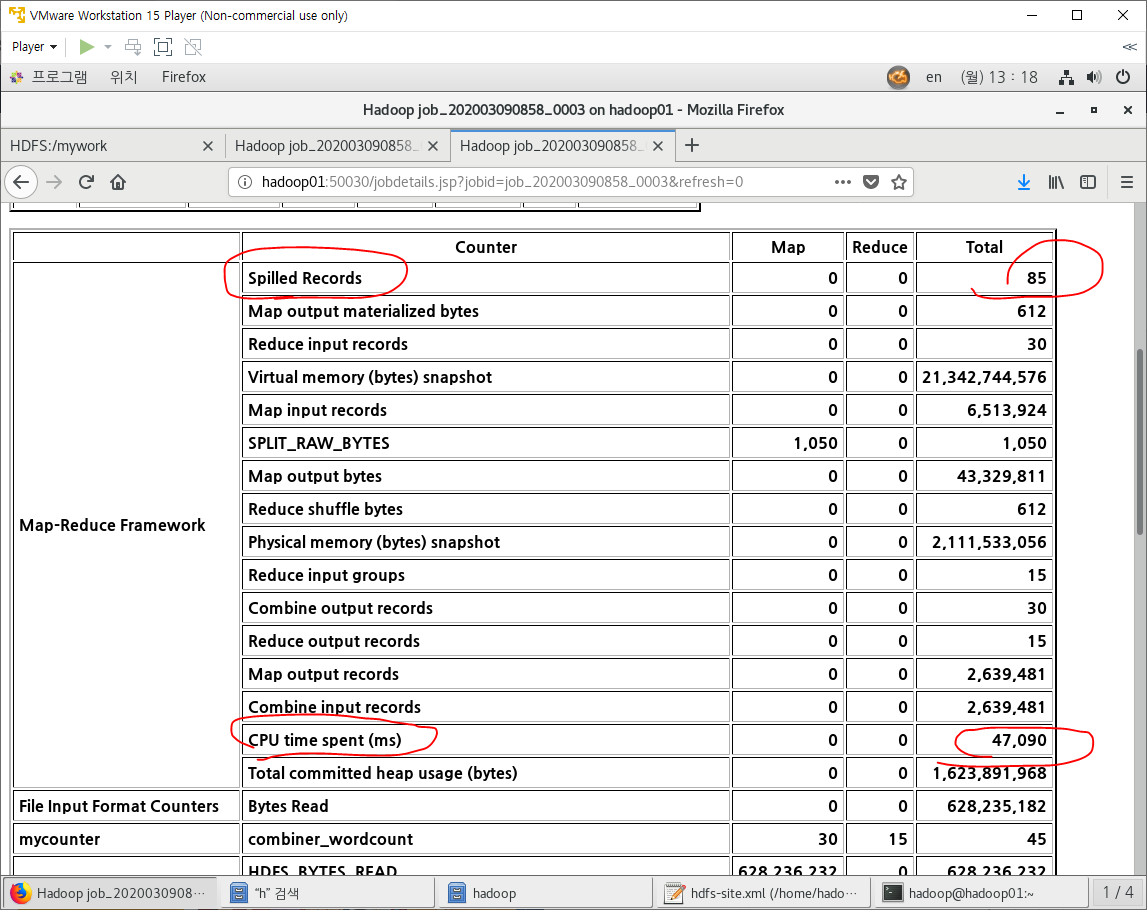 VMware Workstation 15 Player (Non-commercial use only)
Player
프로그램 위치 Firefox en (월) 13 : 18
Hadoop job_202003090858_0003 on hadoop01 - Mozilla Firefox
HDFS:/mywork Hadoop job_202003090858_ Hadoop job_202003090858_
hadoop01:50030/jobdetails.jsp?jobid=job_202003090858_0003&refresh=0
Counter Map Reduce Total
Spilled Records 0 0 85
Map output materialized bytes 0 0 612
Reduce input records 0 0 30
Virtual memory (bytes) snapshot 0 0 21,342,744,576
Map input records 0 0 6,513,924
SPLIT_RAW_BYTES 1,050 0 1,050
Map output bytes 0 0 43,329,811
Reduce shuffle bytes 0 0 612
Map-Reduce Framework
Physical memory (bytes) snapshot 0 0 2,111,533,056
Reduce input groups 0 0 15
Combine output records 0 0 30
Reduce output records 0 0 15
Map output records 0 0 2,639,481
Combine input records 0 0 2,639,481
CPU time spent (ms) 0 0 47,090
Total committed heap usage (bytes) 0 0 1,623,891,968
File Input Format Counters Bytes Read 0 0 628,235,182
mycounter combiner_wordcount 30 15 45
HDFS_BYTES_READ 628,236,232 0 628,236,232
Hadoop job_2020030908… "h" 검색 hadoop hdfs-site.xml (/home/hado… hadoop@hadoop01:~ 1 / 4